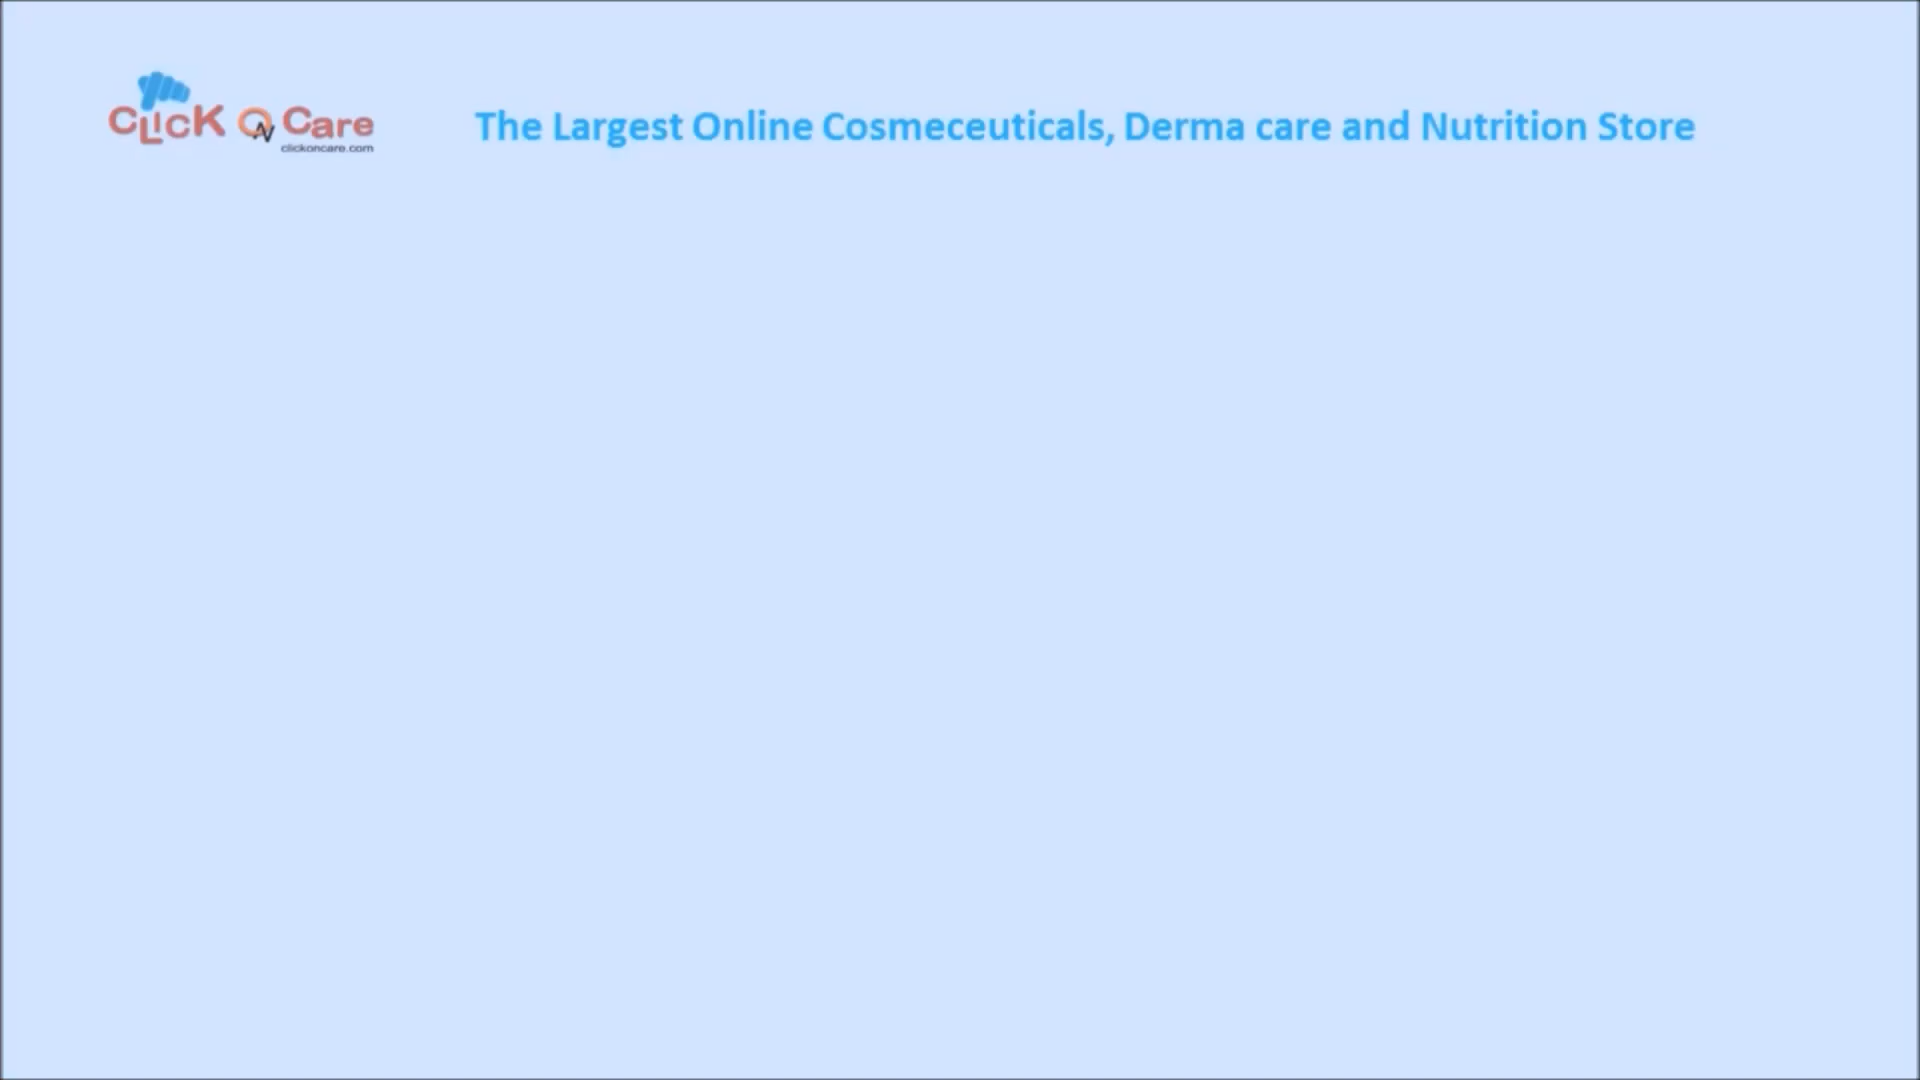 Click ON Care
clickoncare.com
The Largest Online Cosmeceuticals, Derma care and Nutrition Store